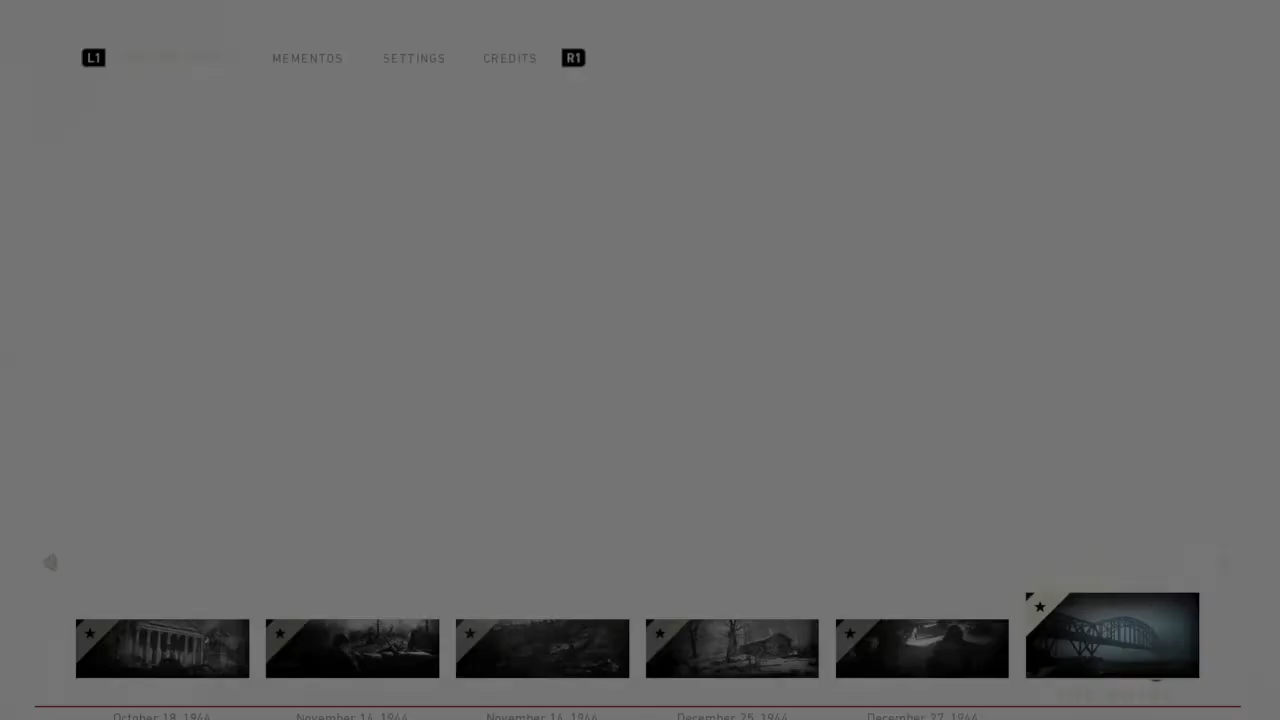 L1 MEMENTOS SETTINGS CREDITS R1
October 18, 1944 November 14, 1944 November 16, 1944 December 25, 1944 December 27, 1944